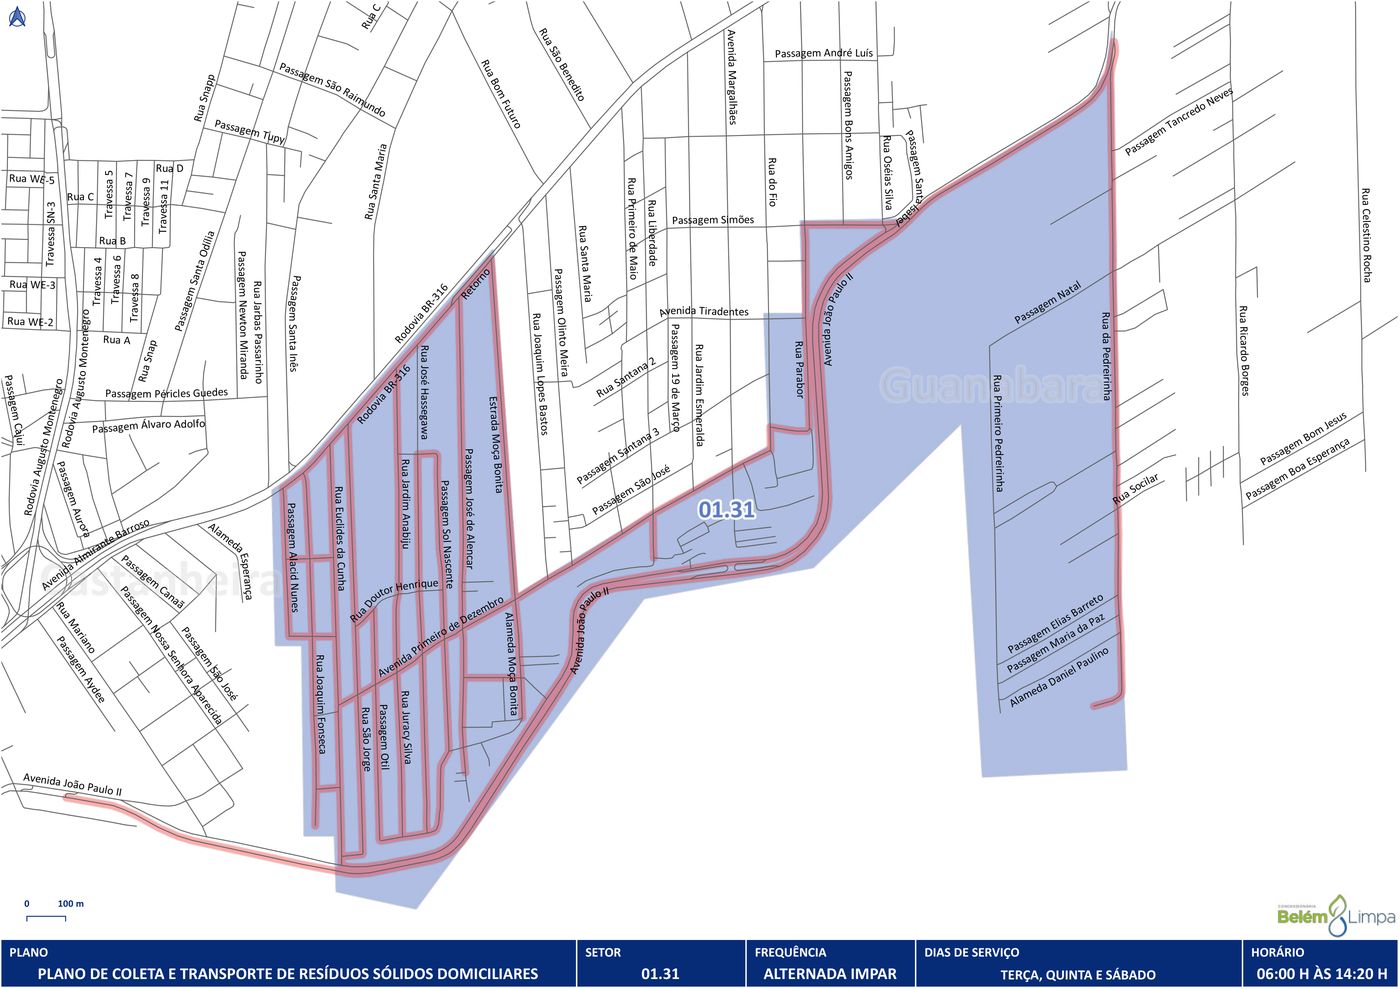 Rua C
Passagem São Raimundo
Rua Snapp
Passagem Tupy
Rua Santa Maria
Rua Bom Futuro
Rua São Benedito
Avenida Margalhães
Passagem André Luís
Passagem Bons Amigos
Rua Oséias Silva
Passagem Santa Isabel
Rua do Fio
Passagem Tancredo Neves
Rua Celestino Rocha
Rua WE-5
Rua D
Rua C
Travessa 5
Travessa 7
Travessa 9
Travessa 11
Travessa SN-3
Rua B
Travessa 4
Travessa 6
Travessa 8
Rua WE-3
Rua WE-2
Rua A
Rua Snap
Passagem Santa Odília
Passagem Newton Miranda
Rua Jarbas Passarinho
Passagem Santa Inês
Rodovia BR-316
Retorno
Rodovia BR-316
Rua Primeiro de Maio
Rua Liberdade
Passagem Simões
Rua Santa Maria
Passagem Olinto Meira
Rua Joaquim Lopes Bastos
Avenida Tiradentes
Passagem 19 de Março
Rua Jardim Esmeralda
Rua Santana 2
Passagem Santana 3
Passagem São José
Rua Parabor
Avenida João Paulo II
Passagem Natal
Rua Primeiro Pedreirinha
Rua da Pedreirinha
Guanabara
Rua Ricardo Borges
Passagem Bom Jesus
Passagem Boa Esperança
Rua Socilar
Passagem Cajui
Rodovia Augusto Montenegro
Rodovia Augusto Montenegro
Passagem Péricles Guedes
Passagem Álvaro Adolfo
Passagem Aurora
Avenida Almirante Barroso
Alameda Esperança
Castanheira
Passagem Canaã
Passagem Nossa Senhora Aparecida
Passagem São José
Rua Mariano
Passagem Aydee
Rua José Hassegawa
Estrada Moça Bonita
Rua Jardim Anabiju
Passagem José de Alencar
Passagem Sol Nascente
Rua Euclides da Cunha
Passagem Alacid Nunes
Rua Doutor Henrique
Avenida Primeiro de Dezembro
Alameda Moça Bonita
Avenida João Paulo II
01.31
Rua Joaquim Fonseca
Rua São Jorge
Passagem Otil
Rua Juracy Silva
Passagem Elias Barreto
Passagem Maria da Paz
Alameda Daniel Paulino
Avenida João Paulo II
0 100 m
CONCESSIONÁRIA
Belém Limpa
PLANO
PLANO DE COLETA E TRANSPORTE DE RESÍDUOS SÓLIDOS DOMICILIARES
SETOR
01.31
FREQUÊNCIA
ALTERNADA IMPAR
DIAS DE SERVIÇO
TERÇA, QUINTA E SÁBADO
HORÁRIO
06:00 H ÀS 14:20 H